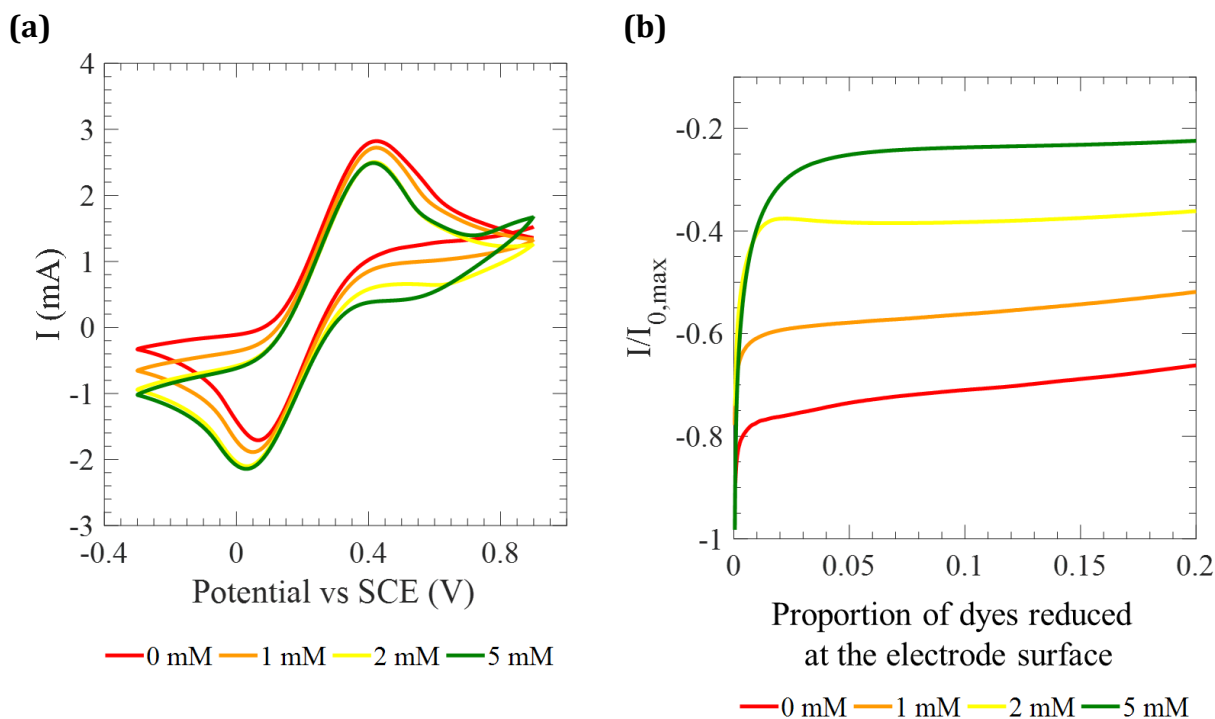 (a)
4
3
2
1
0
-1
-2
-3
I (mA)
-0.4 0 0.4 0.8
Potential vs SCE (V)
0 mM 1 mM 2 mM 5 mM
(b)
-0.2
-0.4
-0.6
-0.8
-1
I/I0,max
0 0.05 0.1 0.15 0.2
Proportion of dyes reduced
at the electrode surface
0 mM 1 mM 2 mM 5 mM